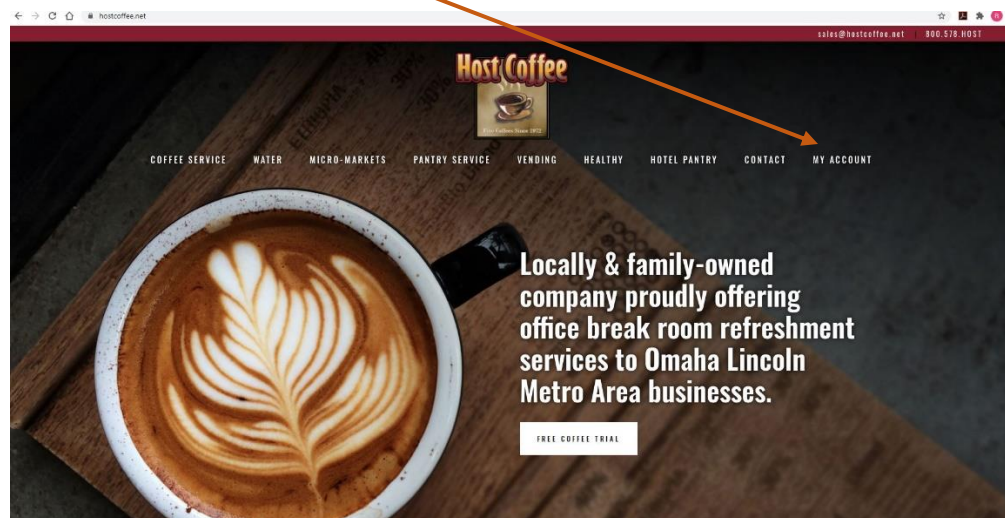 hostcoffee.net
sales@hostcoffee.net | 800.578.HOST
Host Coffee
COFFEE SERVICE WATER MICRO-MARKETS PANTRY SERVICE VENDING HEALTHY HOTEL PANTRY CONTACT MY ACCOUNT
Locally & family-owned
company proudly offering
office break room refreshment
services to Omaha Lincoln
Metro Area businesses.
FREE COFFEE TRIAL